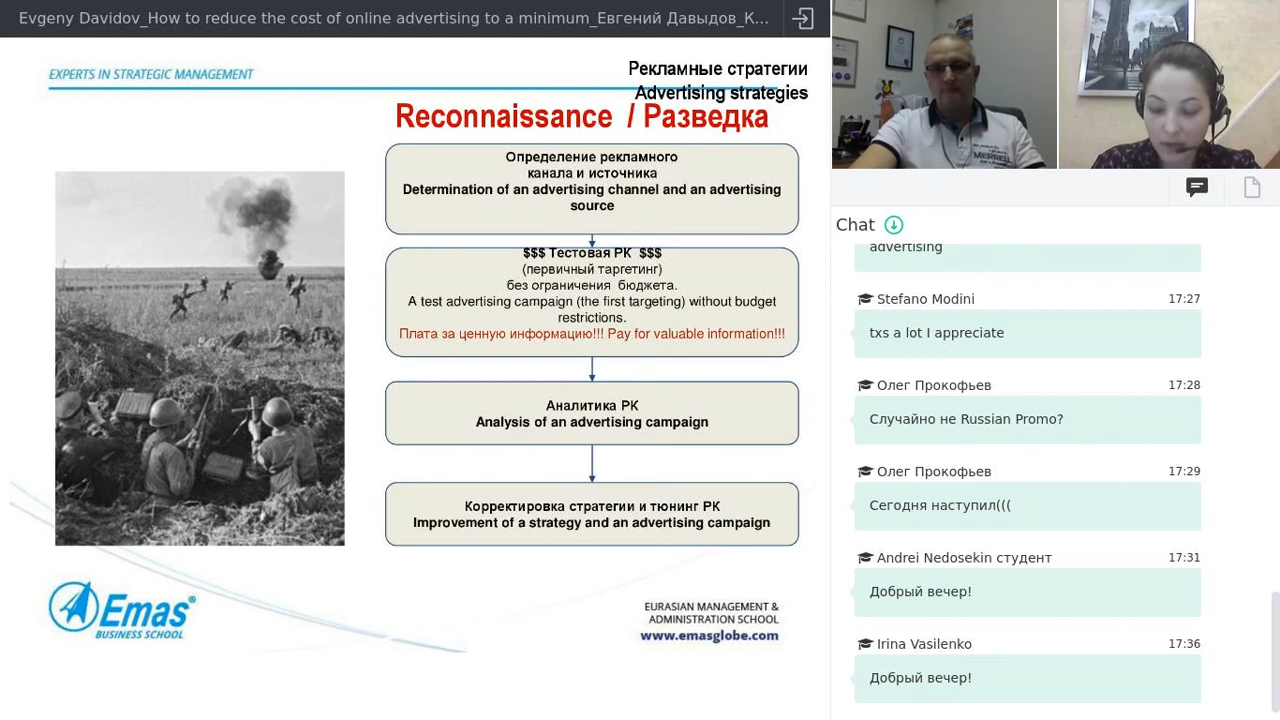 Evgeny Davidov_How to reduce the cost of online advertising to a minimum_Евгений Давыдов_К...
EXPERTS IN STRATEGIC MANAGEMENT
Рекламные стратегии
Advertising strategies
Reconnaissance / Разведка
Определение рекламного
канала и источника
Determination of an advertising channel and an advertising
source
$$$ Тестовая РК $$$
(первичный таргетинг)
без ограничения бюджета.
A test advertising campaign (the first targeting) without budget
restrictions.
Плата за ценную информацию!!! Pay for valuable information!!!
Аналитика РК
Analysis of an advertising campaign
Корректировка стратегии и тюнинг РК
Improvement of a strategy and an advertising campaign
Emas®
BUSINESS SCHOOL
EURASIAN MANAGEMENT &
ADMINISTRATION SCHOOL
www.emasglobe.com
MERRELL
Chat
advertising
Stefano Modini 17:27
txs a lot I appreciate
Олег Прокофьев 17:28
Случайно не Russian Promo?
Олег Прокофьев 17:29
Сегодня наступил(((
Andrei Nedosekin студент 17:31
Добрый вечер!
Irina Vasilenko 17:36
Добрый вечер!